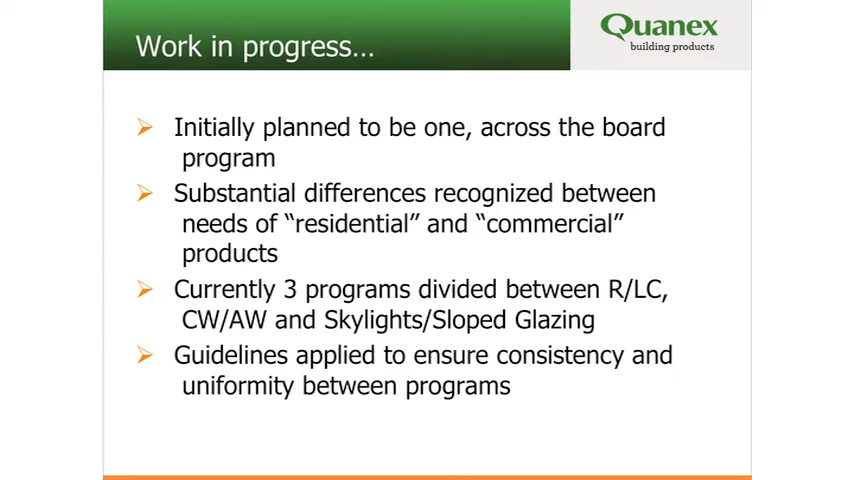 Work in progress…
Quanex
building products
Initially planned to be one, across the board
program
Substantial differences recognized between
needs of “residential” and “commercial”
products
Currently 3 programs divided between R/LC,
CW/AW and Skylights/Sloped Glazing
Guidelines applied to ensure consistency and
uniformity between programs